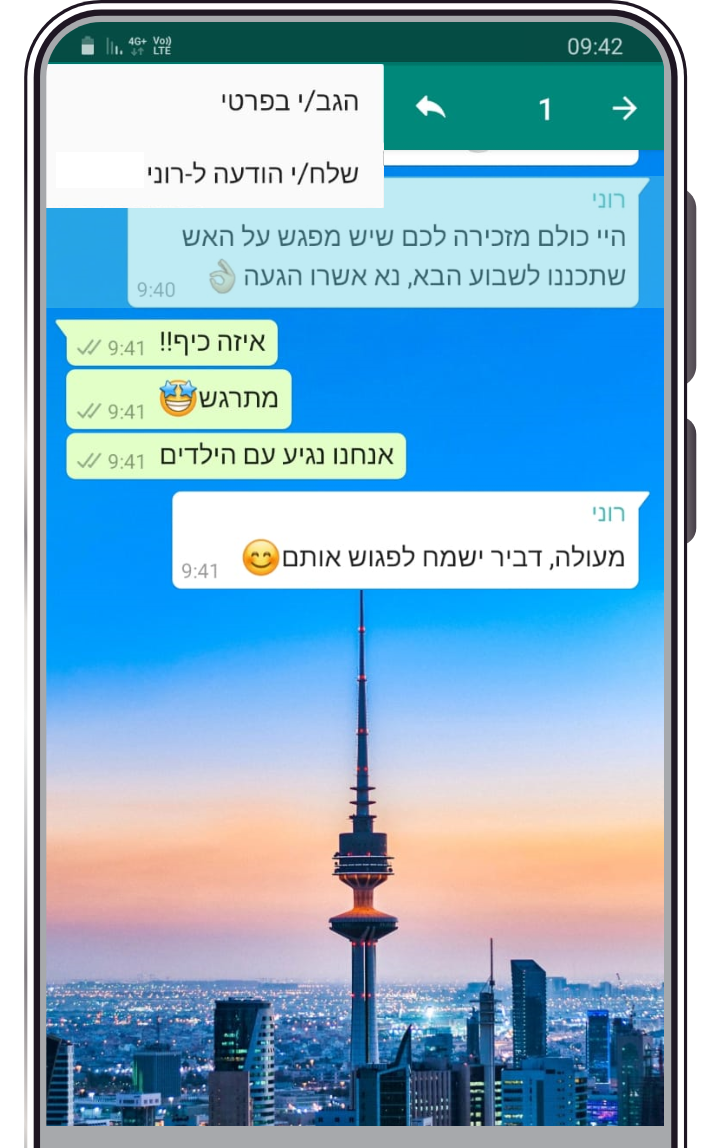 4G+ Vo)) LTE 09:42
1
הגב/י בפרטי
שלח/י הודעה ל-רוני
רוני
היי כולם מזכירה לכם שיש מפגש על האש
שתכננו לשבוע הבא, נא אשרו הגעה 👌🏼
9:40
איזה כיף!! 9:41
מתרגש🤩 9:41
אנחנו נגיע עם הילדים 9:41
רוני
מעולה, דביר ישמח לפגוש אותם😊
9:41